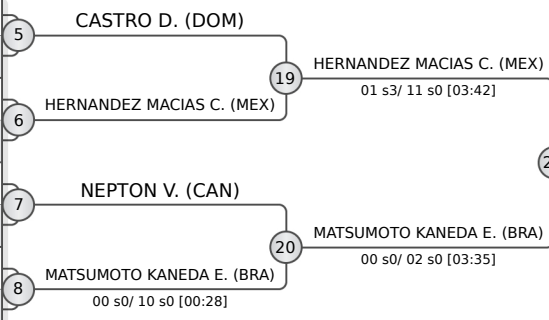 CASTRO D. (DOM)
5
19
HERNANDEZ MACIAS C. (MEX)
01 s3/ 11 s0 [03:42]
HERNANDEZ MACIAS C. (MEX)
6
NEPTON V. (CAN)
7
20
MATSUMOTO KANEDA E. (BRA)
00 s0/ 02 s0 [03:35]
MATSUMOTO KANEDA E. (BRA)
8
00 s0/ 10 s0 [00:28]